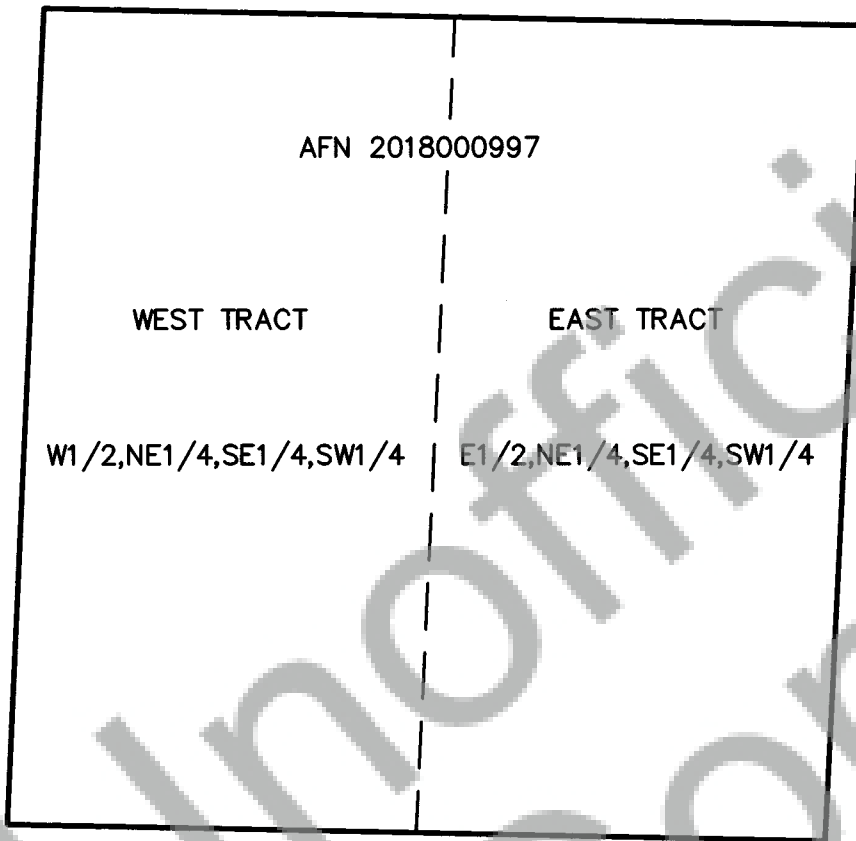 AFN 2018000997
WEST TRACT
EAST TRACT
W1/2,NE1/4,SE1/4,SW1/4
E1/2,NE1/4,SE1/4,SW1/4